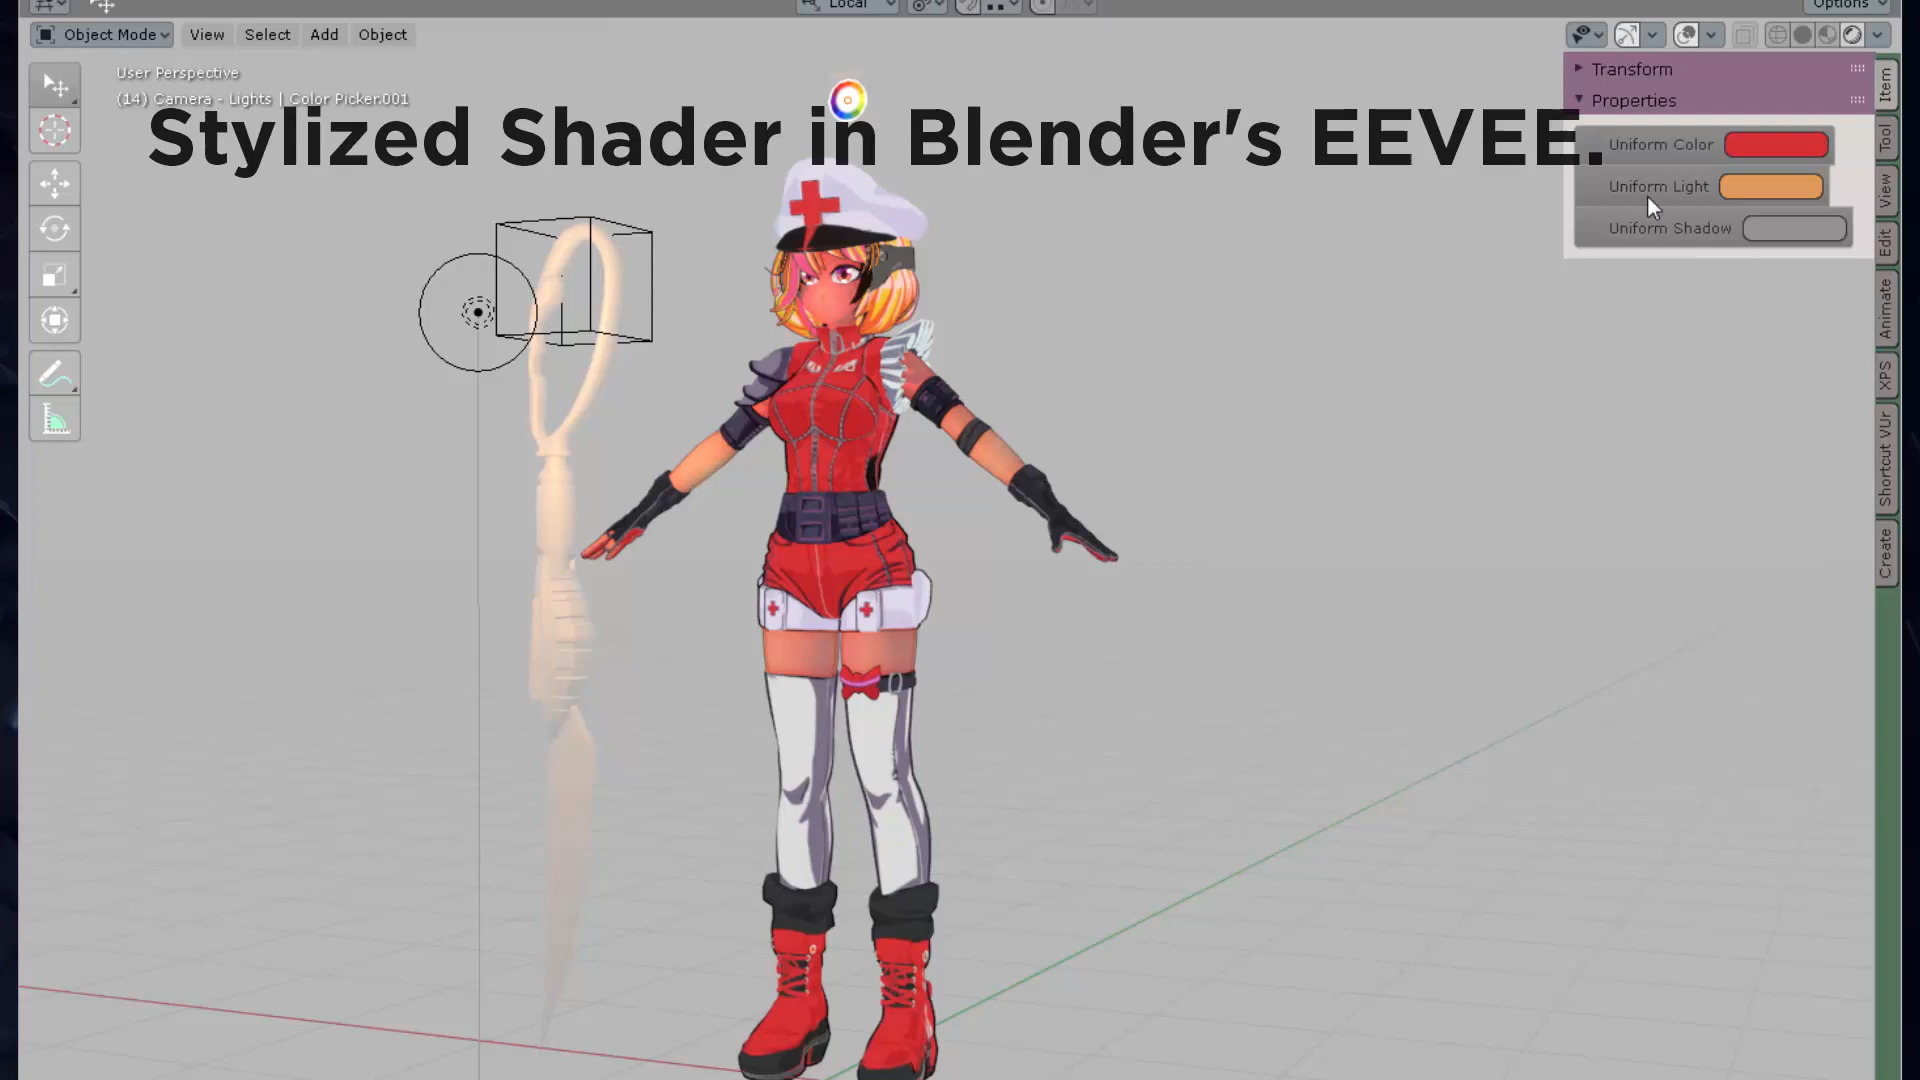 Local
Options
Object Mode
View
Select
Add
Object
User Perspective
(14) Camera - Lights | Color Picker.001
Stylized Shader in Blender's EEVEE.
Transform
Properties
Uniform Color
Uniform Light
Uniform Shadow
Item
Tool
View
Edit
Animate
XPS
Shortcut VUr
Create